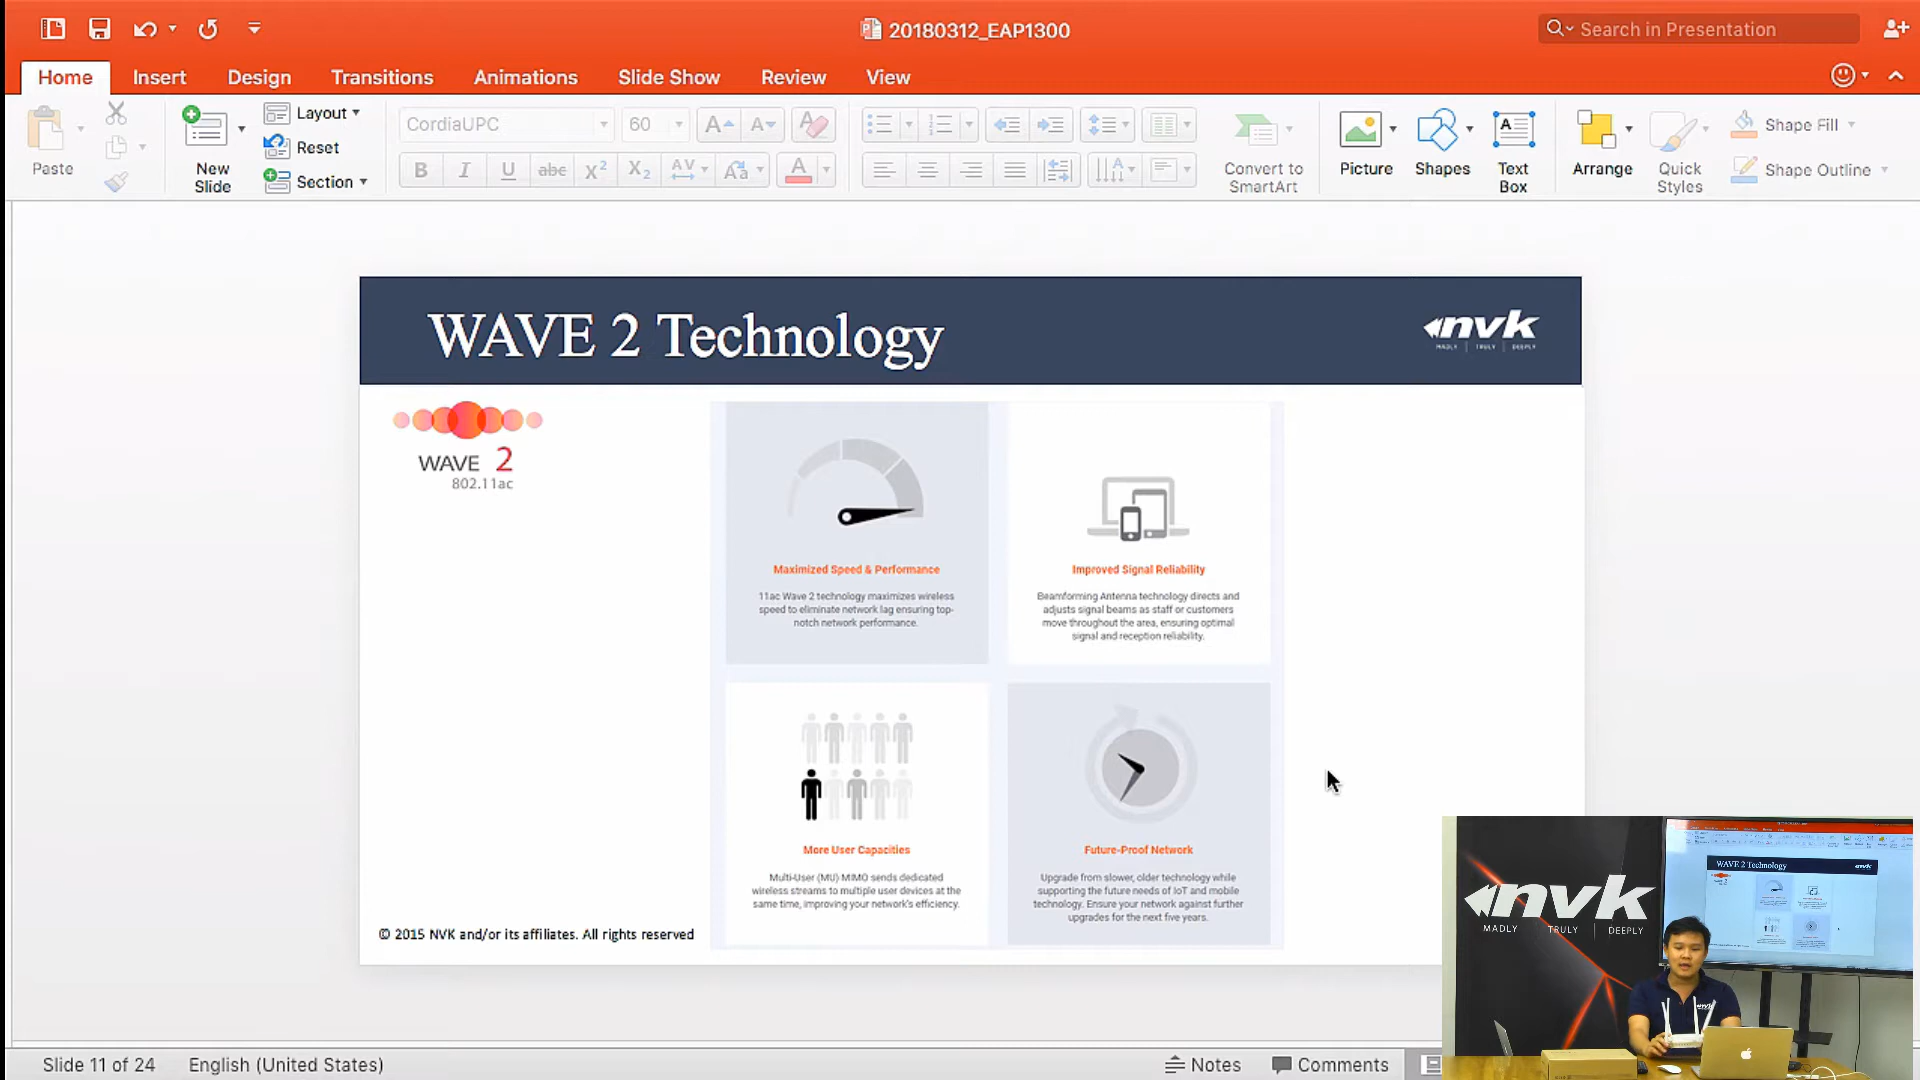 20180312_EAP1300
Search in Presentation
Home Insert Design Transitions Animations Slide Show Review View
Paste
New
Slide
Layout
Reset
Section
CordiaUPC 60
Convert to
SmartArt
Picture
Shapes
Text
Box
Arrange
Quick
Styles
Shape Fill
Shape Outline
WAVE 2 Technology
nvk
MADLY | TRULY | DEEPLY
WAVE 2
802.11ac
Maximized Speed & Performance
11ac Wave 2 technology maximizes wireless
speed to eliminate network lag ensuring top-
notch network performance.
Improved Signal Reliability
Beamforming Antenna technology directs and
adjusts signal beams as staff or customers
move throughout the area, ensuring optimal
signal and reception reliability.
More User Capacities
Multi-User (MU) MIMO sends dedicated
wireless streams to multiple user devices at the
same time, improving your network's efficiency.
Future-Proof Network
Upgrade from slower, older technology while
supporting the future needs of IoT and mobile
technology. Ensure your network against further
upgrades for the next five years.
© 2015 NVK and/or its affiliates. All rights reserved
nvk
MADLY TRULY DEEPLY
WAVE 2 Technology
nvk
Slide 11 of 24
English (United States)
Notes
Comments